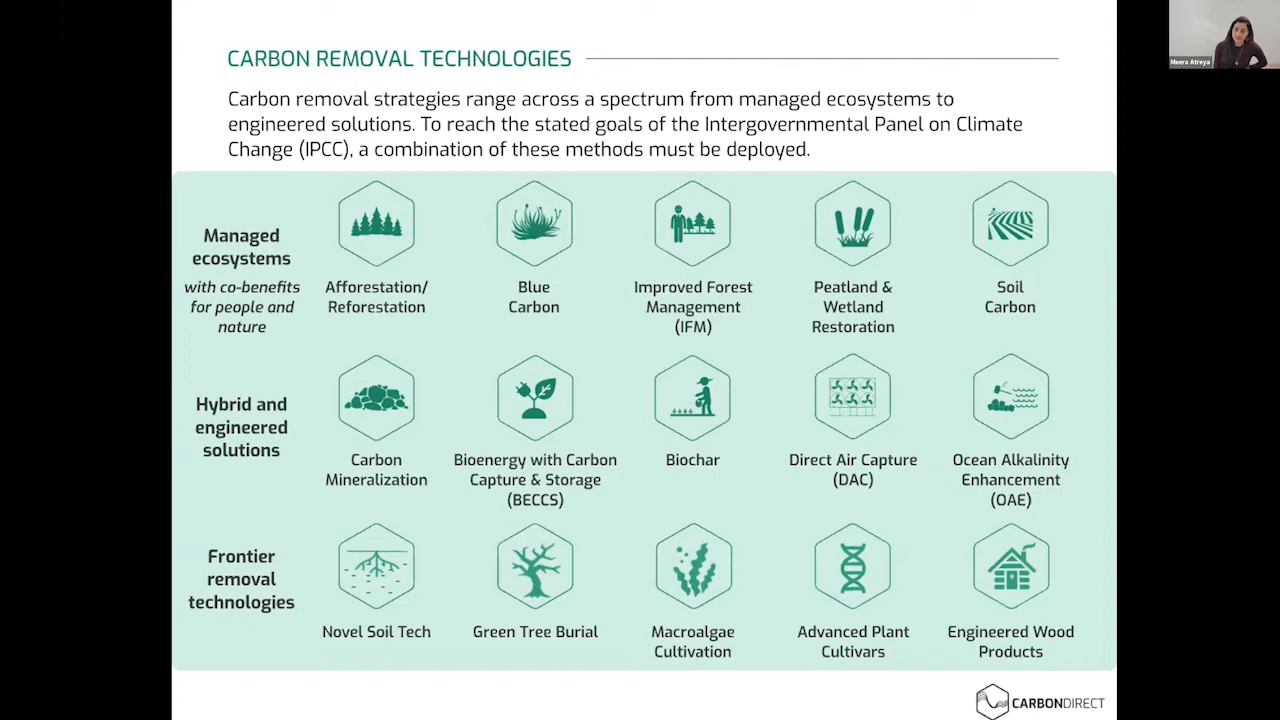 CARBON REMOVAL TECHNOLOGIES
Carbon removal strategies range across a spectrum from managed ecosystems to
engineered solutions. To reach the stated goals of the Intergovernmental Panel on Climate
Change (IPCC), a combination of these methods must be deployed.
Managed
ecosystems
with co-benefits
for people and
nature
Afforestation/
Reforestation
Blue
Carbon
Improved Forest
Management
(IFM)
Peatland &
Wetland
Restoration
Soil
Carbon
Hybrid and
engineered
solutions
Carbon
Mineralization
Bioenergy with Carbon
Capture & Storage
(BECCS)
Biochar
Direct Air Capture
(DAC)
Ocean Alkalinity
Enhancement
(OAE)
Frontier
removal
technologies
Novel Soil Tech
Green Tree Burial
Macroalgae
Cultivation
Advanced Plant
Cultivars
Engineered Wood
Products
CARBONDIRECT
Meera Atreya